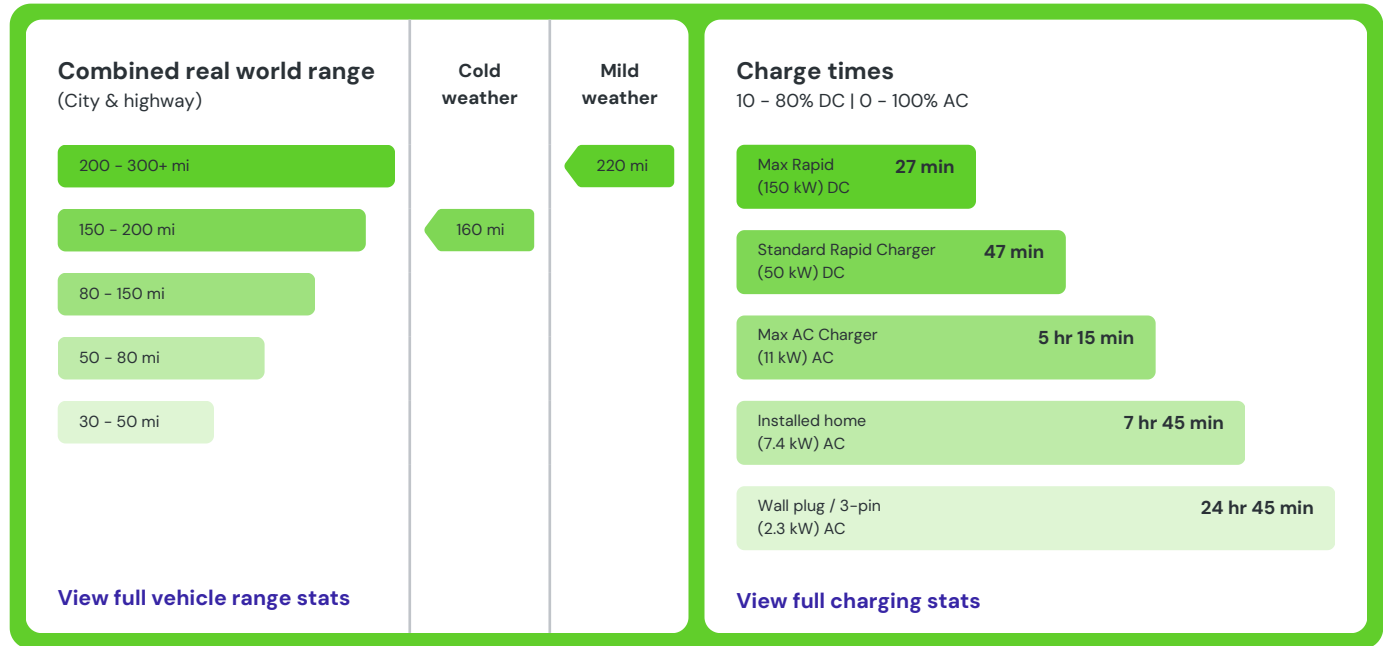 Combined real world range
(City & highway)
Cold
weather
Mild
weather
200 - 300+ mi
220 mi
150 - 200 mi
160 mi
80 - 150 mi
50 - 80 mi
30 - 50 mi
View full vehicle range stats
Charge times
10 - 80% DC | 0 - 100% AC
Max Rapid
(150 kW) DC
27 min
Standard Rapid Charger
(50 kW) DC
47 min
Max AC Charger
(11 kW) AC
5 hr 15 min
Installed home
(7.4 kW) AC
7 hr 45 min
Wall plug / 3-pin
(2.3 kW) AC
24 hr 45 min
View full charging stats